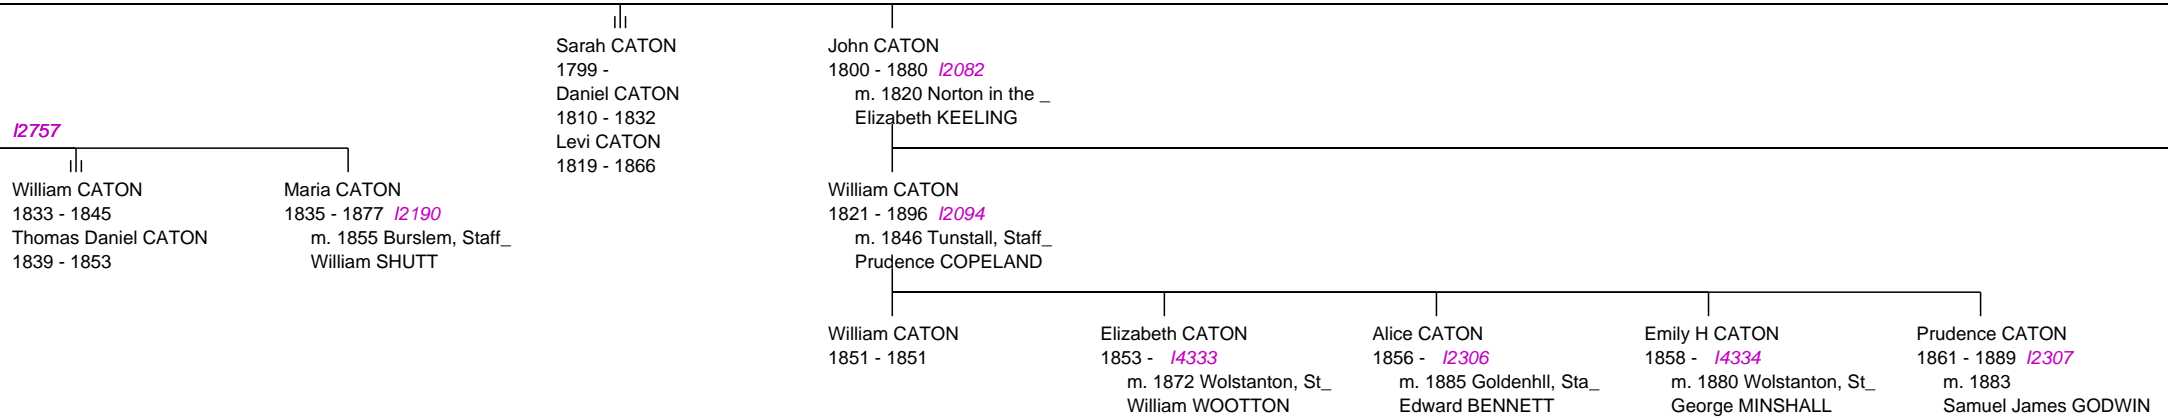 Sarah CATON
1799 -
Daniel CATON
1810 - 1832
Levi CATON
1819 - 1866
John CATON
1800 - 1880 I2082
m. 1820 Norton in the _
Elizabeth KEELING
I2757
William CATON
1833 - 1845
Thomas Daniel CATON
1839 - 1853
Maria CATON
1835 - 1877 I2190
m. 1855 Burslem, Staff_
William SHUTT
William CATON
1821 - 1896 I2094
m. 1846 Tunstall, Staff_
Prudence COPELAND
William CATON
1851 - 1851
Elizabeth CATON
1853 - I4333
m. 1872 Wolstanton, St_
William WOOTTON
Alice CATON
1856 - I2306
m. 1885 Goldenhll, Sta_
Edward BENNETT
Emily H CATON
1858 - I4334
m. 1880 Wolstanton, St_
George MINSHALL
Prudence CATON
1861 - 1889 I2307
m. 1883
Samuel James GODWIN